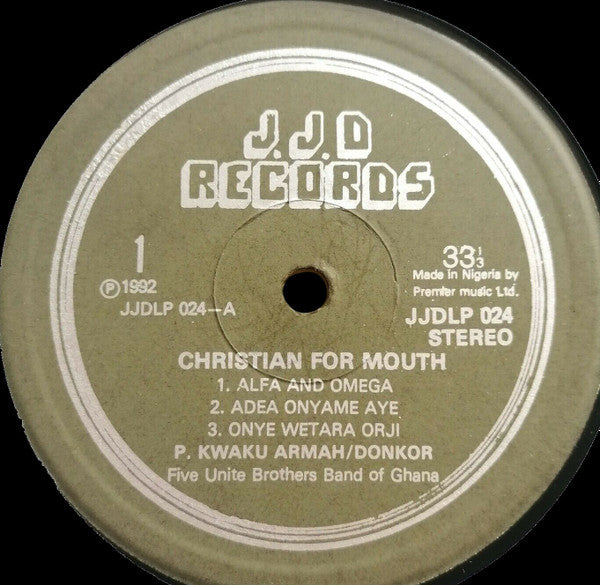 J.J.D
RECORDS
1
℗1992
JJDLP 024-A
33 1/3
Made in Nigeria by
Premier music Ltd.
JJDLP 024
STEREO
CHRISTIAN FOR MOUTH
1. ALFA AND OMEGA
2. ADEA ONYAME AYE
3. ONYE WETARA ORJI
P. KWAKU ARMAH/DONKOR
Five Unite Brothers Band of Ghana